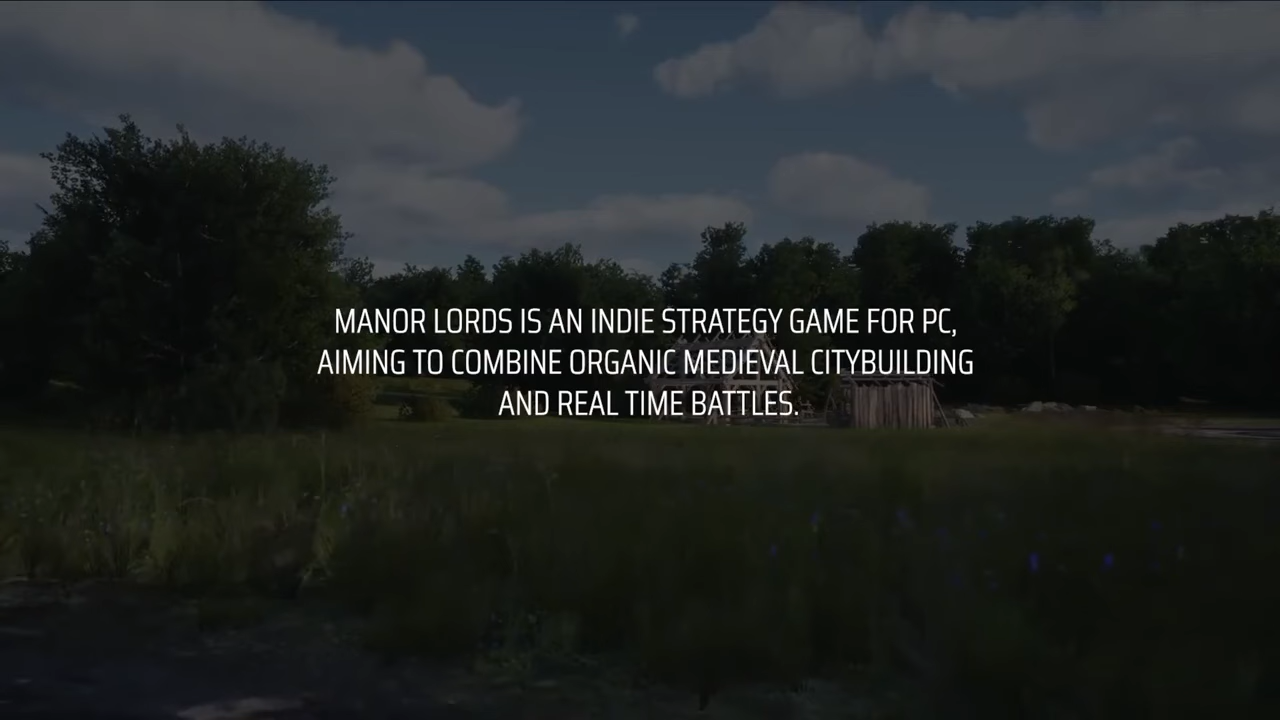 MANOR LORDS IS AN INDIE STRATEGY GAME FOR PC,
AIMING TO COMBINE ORGANIC MEDIEVAL CITYBUILDING
AND REAL TIME BATTLES.